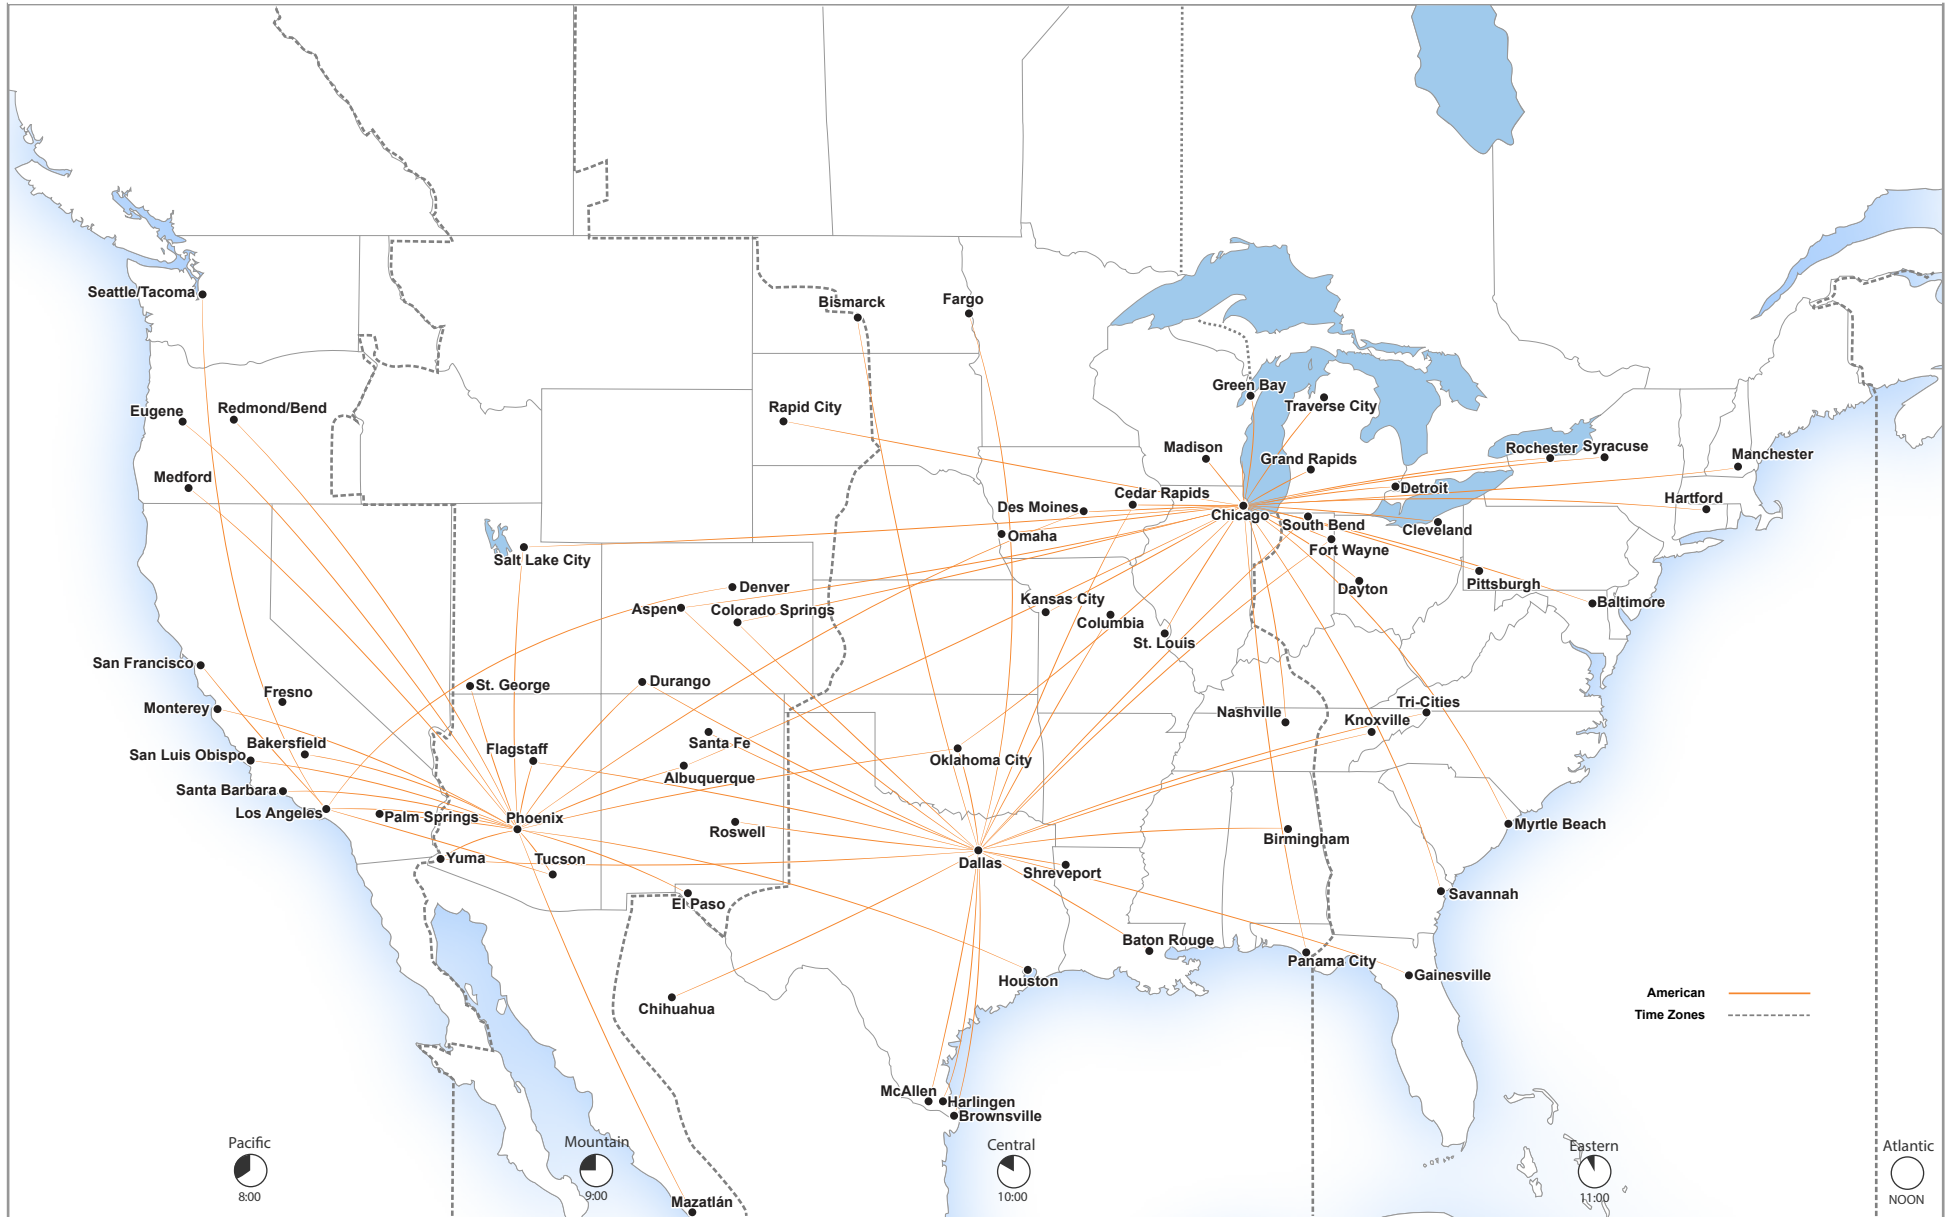 Seattle/Tacoma
Bismarck
Fargo
Green Bay
Traverse City
Rapid City
Eugene
Redmond/Bend
Madison
Grand Rapids
Rochester
Syracuse
Manchester
Medford
Detroit
Hartford
Cedar Rapids
Des Moines
Chicago
South Bend
Cleveland
Omaha
Fort Wayne
Salt Lake City
Pittsburgh
Denver
Dayton
Baltimore
Aspen
Colorado Springs
Kansas City
Columbia
St. Louis
San Francisco
St. George
Durango
Fresno
Monterey
Tri-Cities
Nashville
Knoxville
Bakersfield
Flagstaff
Santa Fe
San Luis Obispo
Oklahoma City
Albuquerque
Santa Barbara
Los Angeles
Palm Springs
Phoenix
Roswell
Myrtle Beach
Birmingham
Yuma
Tucson
Dallas
Shreveport
Savannah
El Paso
Baton Rouge
Panama City
Gainesville
Houston
Chihuahua
American
Time Zones
McAllen
Harlingen
Brownsville
Pacific
8:00
Mountain
9:00
Central
10:00
Eastern
11:00
Atlantic
NOON
Mazatlán